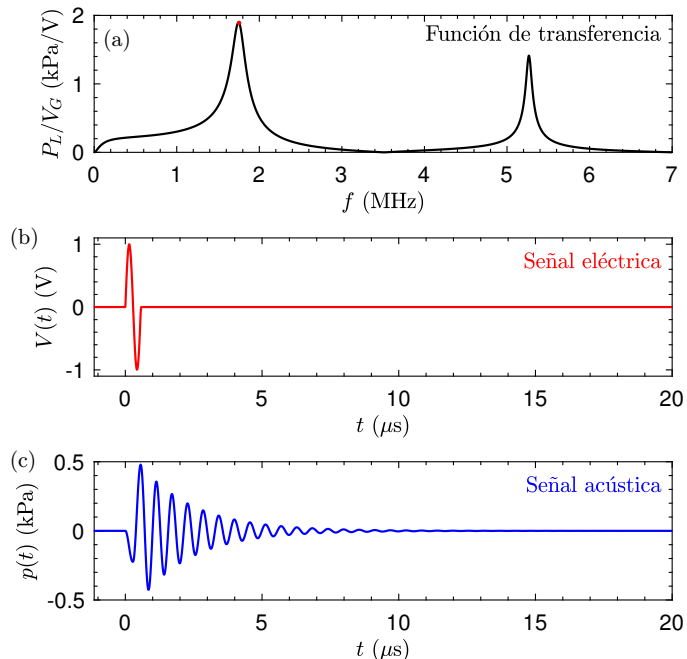 (a)
Función de transferencia
P_L/V_G (kPa/V)
2
1
0
0 1 2 3 4 5 6 7
f (MHz)
(b)
Señal eléctrica
V(t) (V)
1
0
-1
0 5 10 15 20
t (μs)
(c)
Señal acústica
p(t) (kPa)
0.5
0
-0.5
0 5 10 15 20
t (μs)